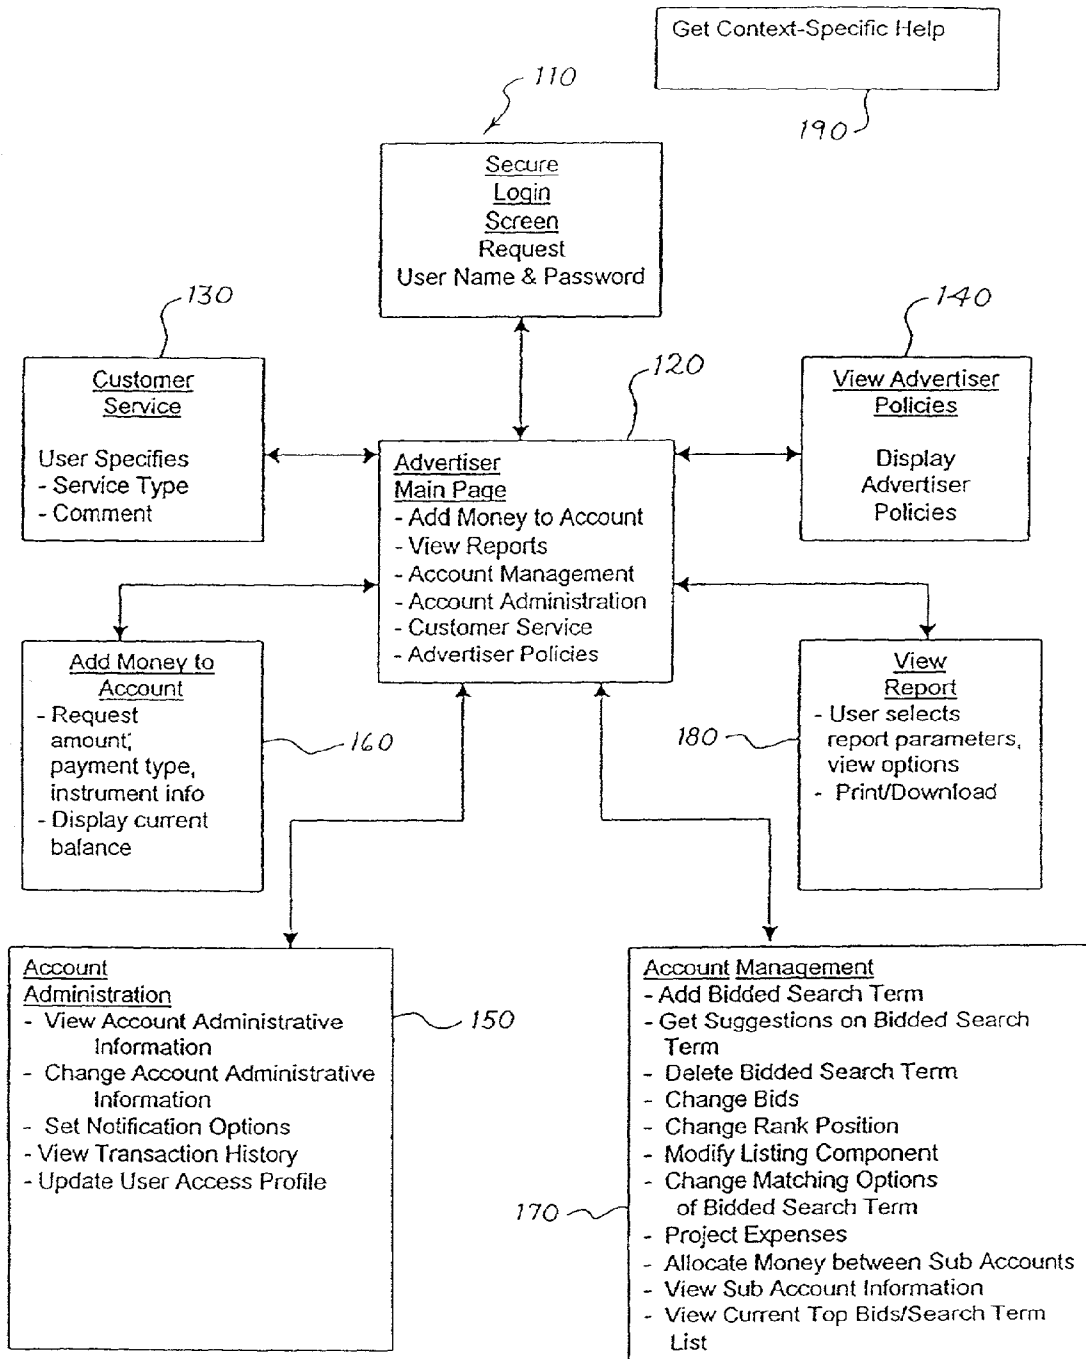 Get Context-Specific Help
190
110
Secure
Login
Screen
Request
User Name & Password
130
Customer
Service
User Specifies
- Service Type
- Comment
120
Advertiser
Main Page
- Add Money to Account
- View Reports
- Account Management
- Account Administration
- Customer Service
- Advertiser Policies
140
View Advertiser
Policies
Display
Advertiser
Policies
Add Money to
Account
- Request
amount,
payment type,
instrument info
- Display current
balance
160
180
View
Report
- User selects
report parameters,
view options
- Print/Download
Account
Administration
- View Account Administrative
Information
- Change Account Administrative
Information
- Set Notification Options
- View Transaction History
- Update User Access Profile
150
170
Account Management
- Add Bidded Search Term
- Get Suggestions on Bidded Search
Term
- Delete Bidded Search Term
- Change Bids
- Change Rank Position
- Modify Listing Component
- Change Matching Options
of Bidded Search Term
- Project Expenses
- Allocate Money between Sub Accounts
- View Sub Account Information
- View Current Top Bids/Search Term
List